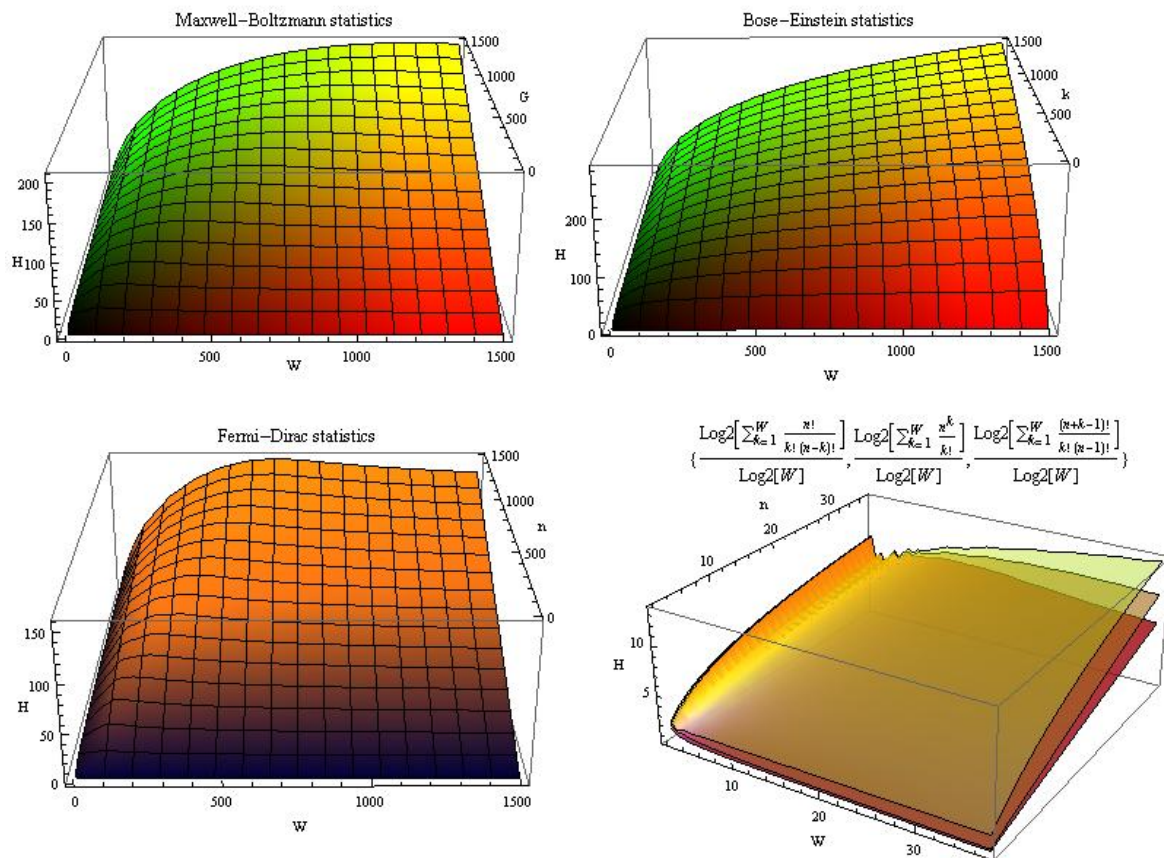 Maxwell–Boltzmann statistics
1500
1000
G
500
0
200
150
H 100
50
0
0 500 1000 1500
W
Bose–Einstein statistics
1500
1000
k
500
0
200
H
100
0
0 500 1000 1500
W
Fermi–Dirac statistics
1500
1000
n
500
0
150
100
H
50
0
0 500 1000 1500
W
{ Log2[∑_{k=1}^{W} n!/(k! (n-k)!)]/Log2[W] , Log2[∑_{k=1}^{W} n^k/k!]/Log2[W] , Log2[∑_{k=1}^{W} (n+k-1)!/(k! (n-1)!)]/Log2[W] }
n
30
20
10
10
H
5
10
20
30
W